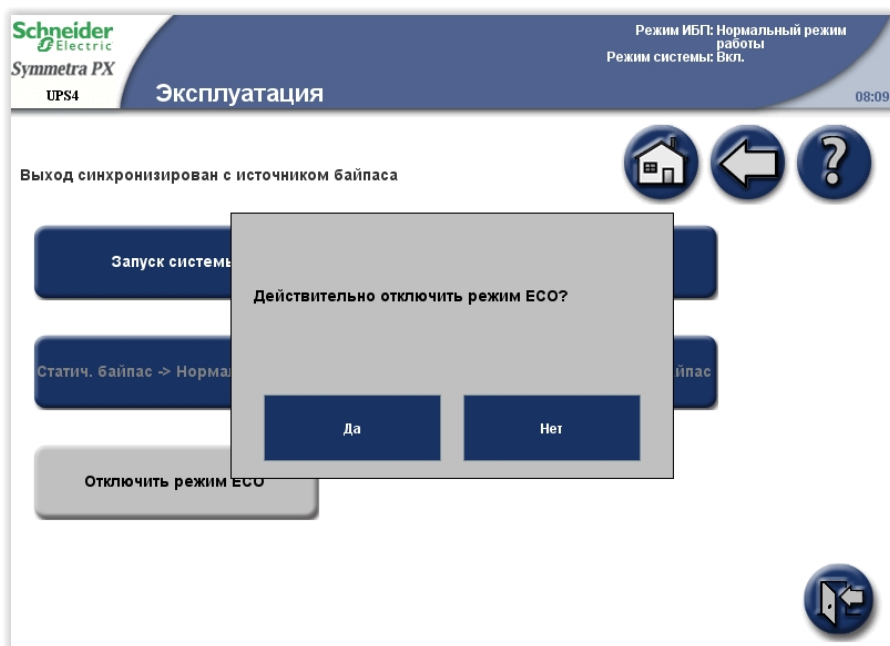 Schneider
Electric
Symmetra PX
UPS4
Эксплуатация
Режим ИБП: Нормальный режим
работы
Режим системы: Вкл.
08:09
Выход синхронизирован с источником байпаса
?
Запуск системы
Действительно отключить режим ECO?
Статич. байпас -> Норма
йпас
Да
Нет
Отключить режим ECO